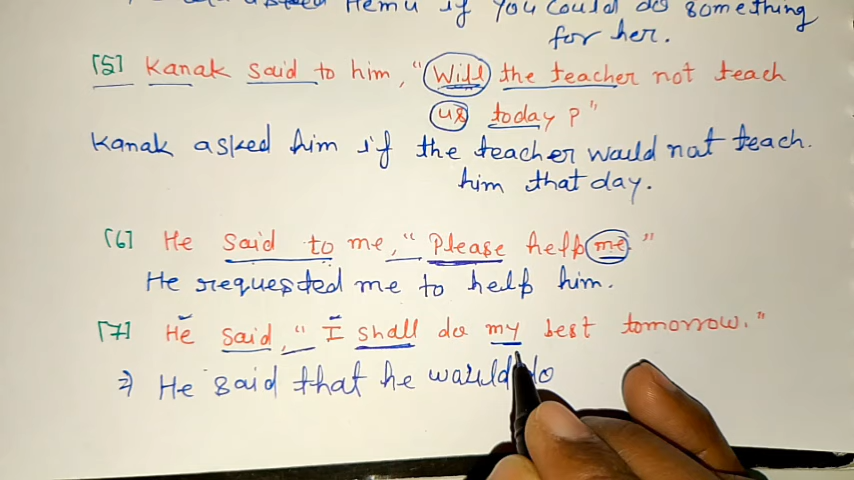 Hemu if you could do something
for her.
[5] Kanak said to him, "Will the teacher not teach
us today ?"
Kanak asked him if the teacher would not teach.
him that day.
[6] He said to me, "Please help me."
He requested me to help him.
[7] He said, "I shall do my best tomorrow."
⇒ He said that he would do